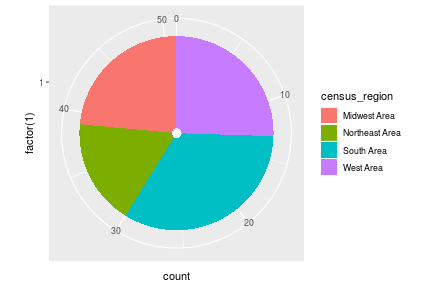 50
0
10
20
30
40
1
factor(1)
count
census_region
Midwest Area
Northeast Area
South Area
West Area